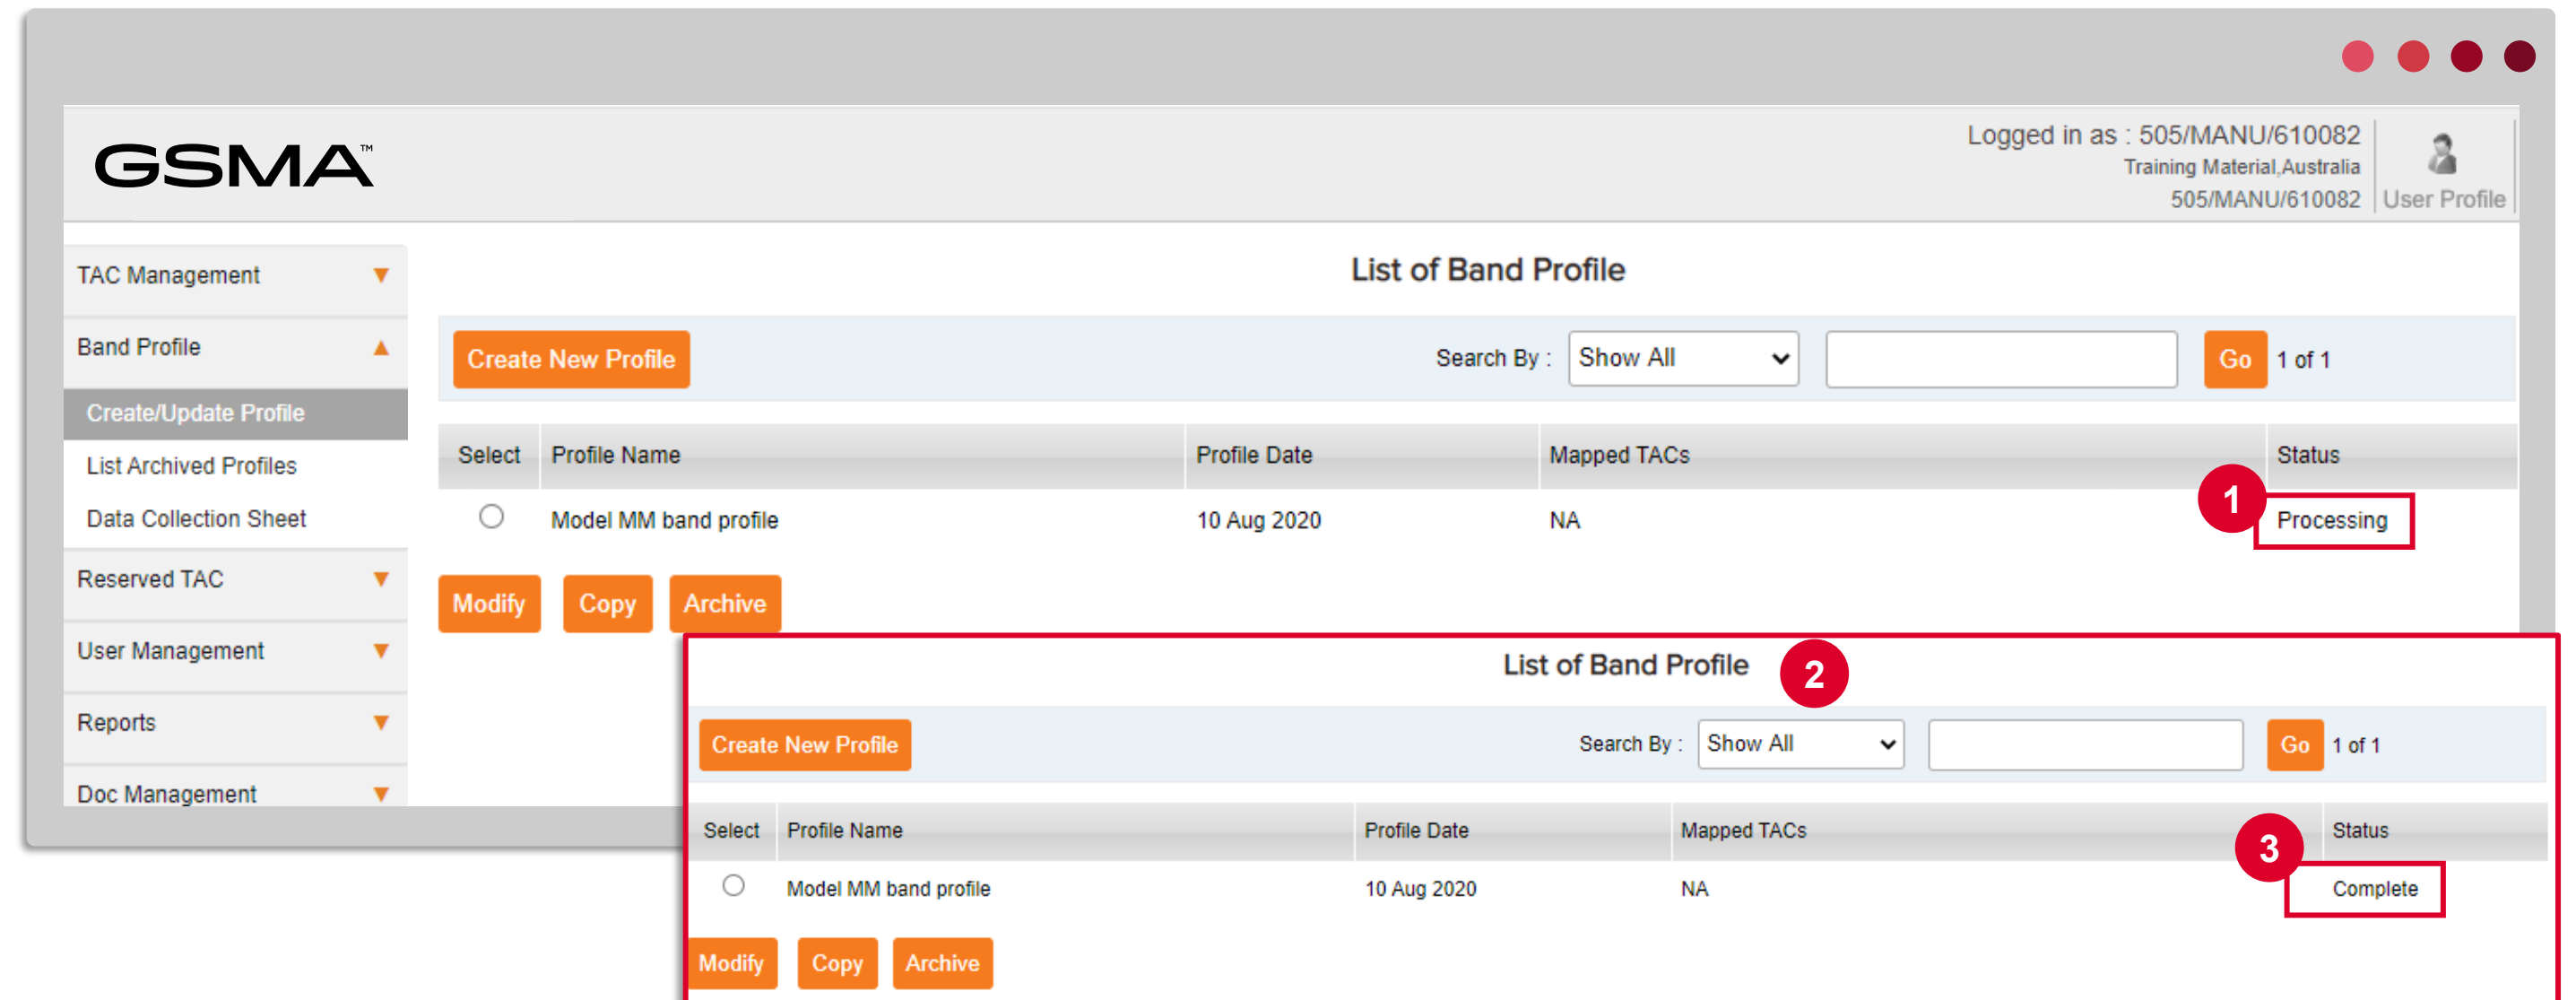 GSMA™
Logged in as : 505/MANU/610082
Training Material,Australia
505/MANU/610082
User Profile
TAC Management
Band Profile
Create/Update Profile
List Archived Profiles
Data Collection Sheet
Reserved TAC
User Management
Reports
Doc Management
List of Band Profile
Create New Profile Search By : Show All Go 1 of 1
Select Profile Name Profile Date Mapped TACs Status
1
Model MM band profile 10 Aug 2020 NA Processing
Modify Copy Archive
List of Band Profile 2
Create New Profile Search By : Show All Go 1 of 1
Select Profile Name Profile Date Mapped TACs Status
3
Model MM band profile 10 Aug 2020 NA Complete
Modify Copy Archive